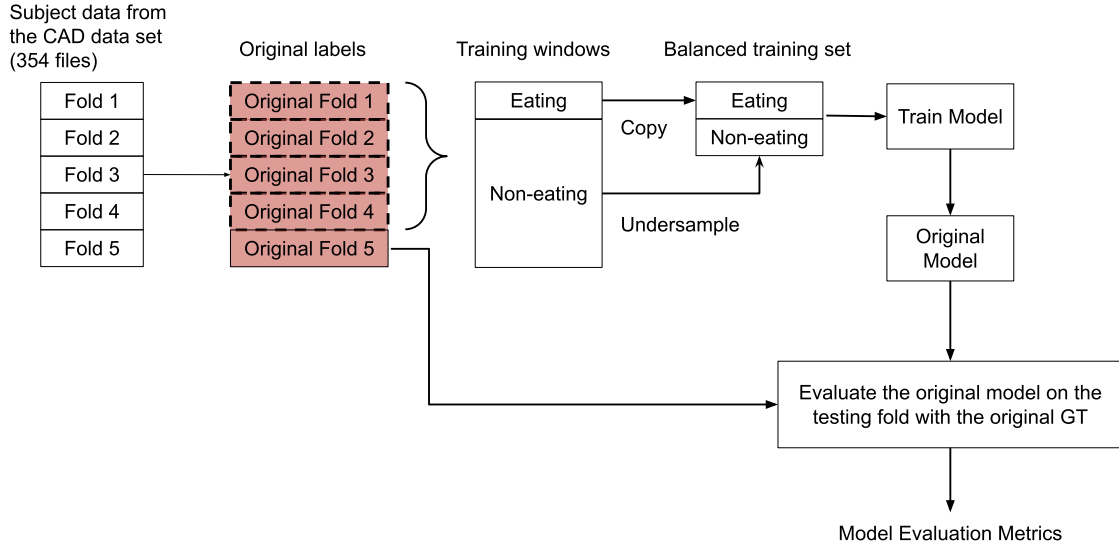 Subject data from
the CAD data set
(354 files)
Fold 1
Fold 2
Fold 3
Fold 4
Fold 5
Original labels
Original Fold 1
Original Fold 2
Original Fold 3
Original Fold 4
Original Fold 5
Training windows
Eating
Non-eating
Copy
Undersample
Balanced training set
Eating
Non-eating
Train Model
Original
Model
Evaluate the original model on the
testing fold with the original GT
Model Evaluation Metrics